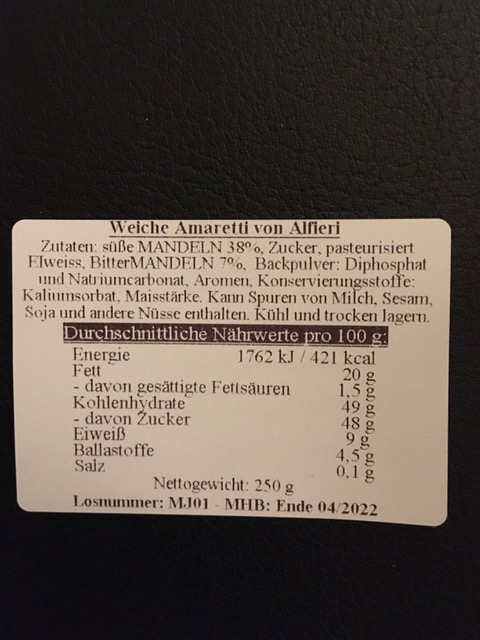 Weiche Amaretti von Alfieri
Zutaten: süße MANDELN 38%, Zucker, pasteurisiert
EIweiss, BitterMANDELN 7%, Backpulver: Diphosphat
und Natriumcarbonat, Aromen, Konservierungsstoffe:
Kaliumsorbat, Maisstärke. Kann Spuren von Milch, Sesam,
Soja und andere Nüsse enthalten. Kühl und trocken lagern.
Durchschnittliche Nährwerte pro 100 g:
Energie 1762 kJ / 421 kcal
Fett 20 g
- davon gesättigte Fettsäuren 1,5 g
Kohlenhydrate 49 g
- davon Zucker 48 g
Eiweiß 9 g
Ballastoffe 4,5 g
Salz 0,1 g
Nettogewicht: 250 g
Losnummer: MJ01 - MHB: Ende 04/2022